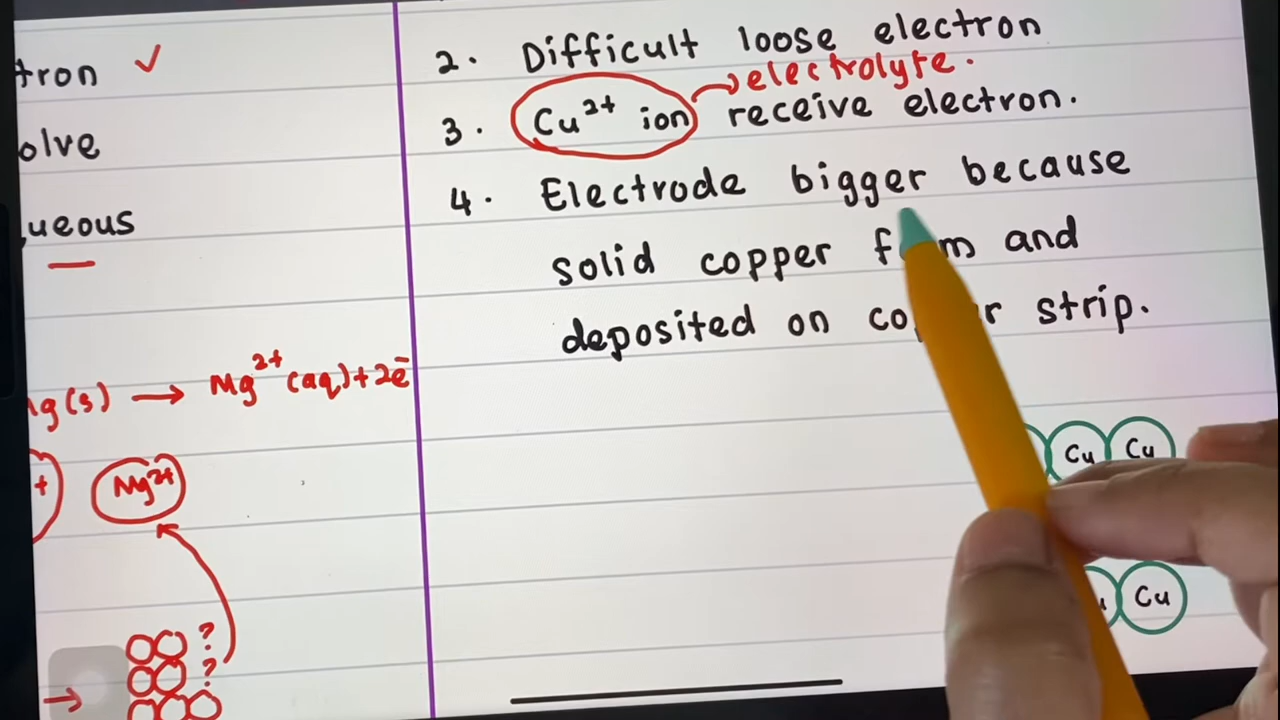 tron ✓
olve
ueous
g(s) → Mg²⁺ (aq) + 2ē
+ Mg²⁺
?
?
2. Difficult loose electron
→ electrolyte.
3. Cu²⁺ ion receive electron.
4. Electrode bigger because
solid copper and
deposited on strip.
Cu Cu
Cu